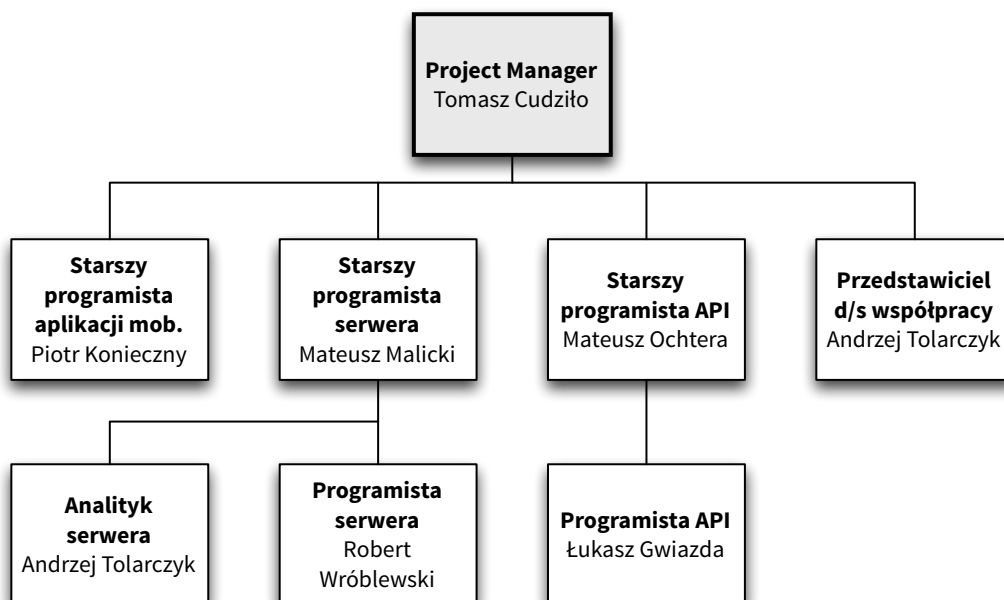 Project Manager
Tomasz Cudziło
Starszy
programista
aplikacji mob.
Piotr Konieczny
Starszy
programista
serwera
Mateusz Malicki
Starszy
programista API
Mateusz Ochtera
Przedstawiciel
d/s współpracy
Andrzej Tolarczyk
Analityk
serwera
Andrzej Tolarczyk
Programista
serwera
Robert
Wróblewski
Programista API
Łukasz Gwiazda